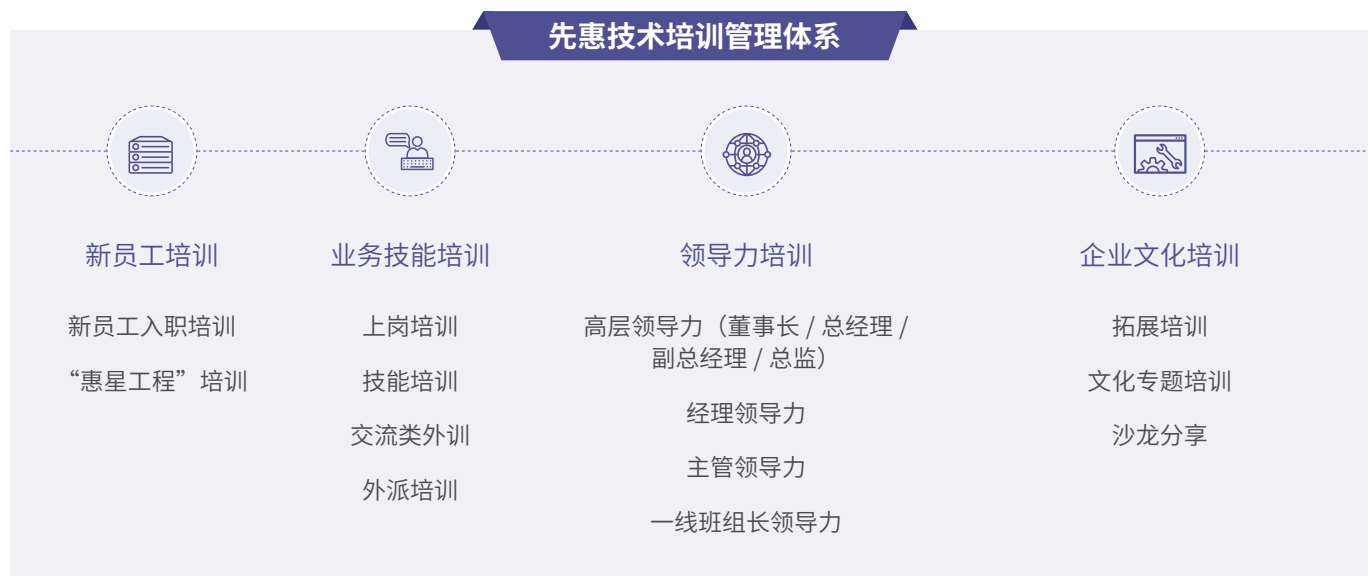 先惠技术培训管理体系
新员工培训
新员工入职培训
“惠星工程”培训
业务技能培训
上岗培训
技能培训
交流类外训
外派培训
领导力培训
高层领导力（董事长 / 总经理 /
副总经理 / 总监）
经理领导力
主管领导力
一线班组长领导力
企业文化培训
拓展培训
文化专题培训
沙龙分享